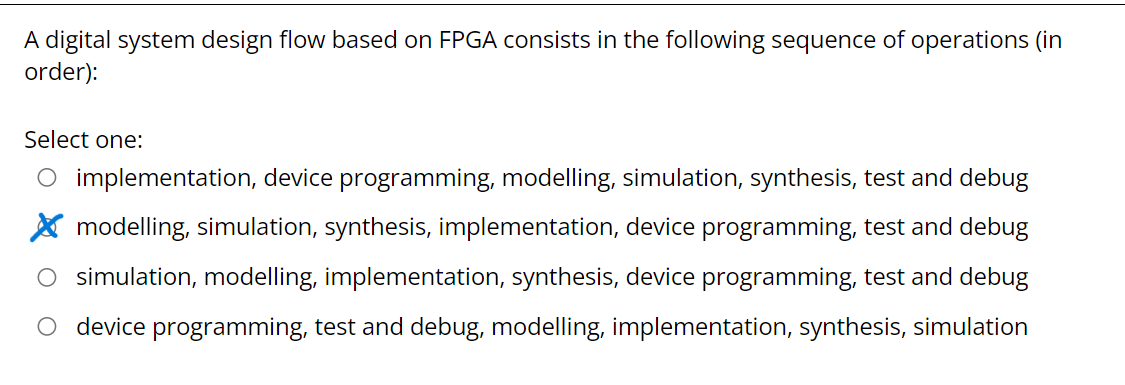 A digital system design flow based on FPGA consists in the following sequence of operations (in
order):
Select one:
implementation, device programming, modelling, simulation, synthesis, test and debug
modelling, simulation, synthesis, implementation, device programming, test and debug
simulation, modelling, implementation, synthesis, device programming, test and debug
device programming, test and debug, modelling, implementation, synthesis, simulation